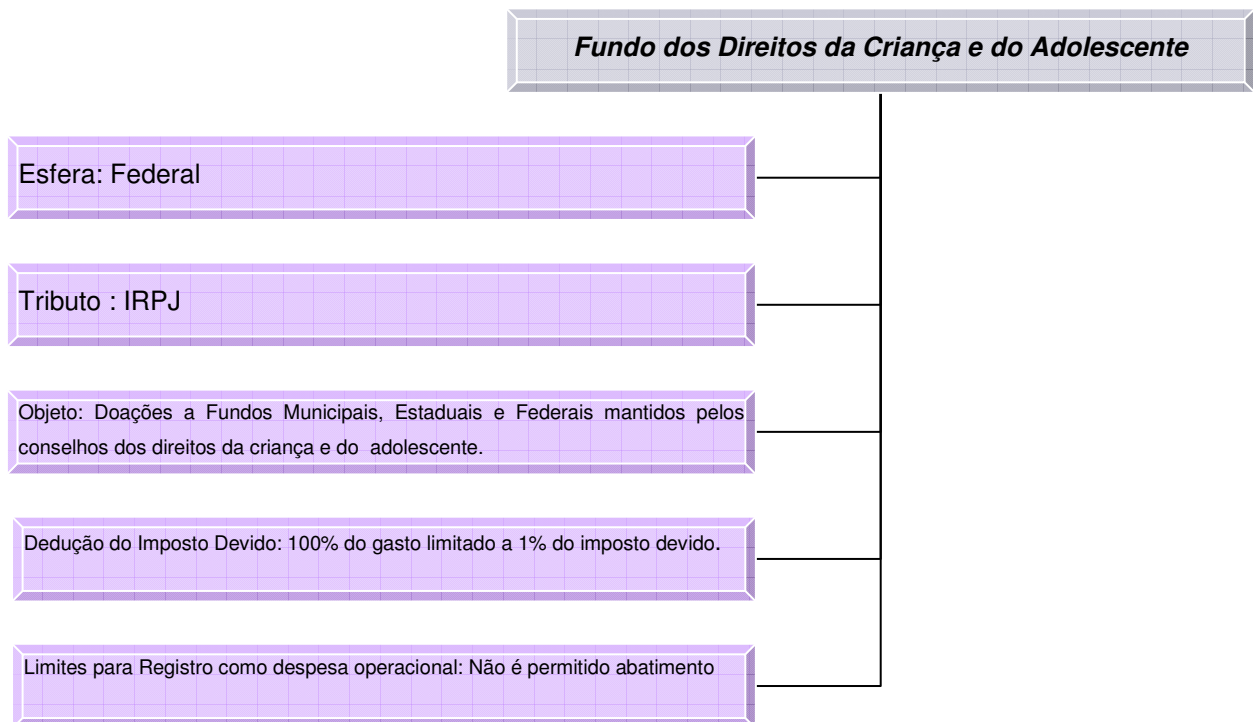 Fundo dos Direitos da Criança e do Adolescente
Esfera: Federal
Tributo : IRPJ
Objeto: Doações a Fundos Municipais, Estaduais e Federais mantidos pelos
conselhos dos direitos da criança e do adolescente.
Dedução do Imposto Devido: 100% do gasto limitado a 1% do imposto devido.
Limites para Registro como despesa operacional: Não é permitido abatimento